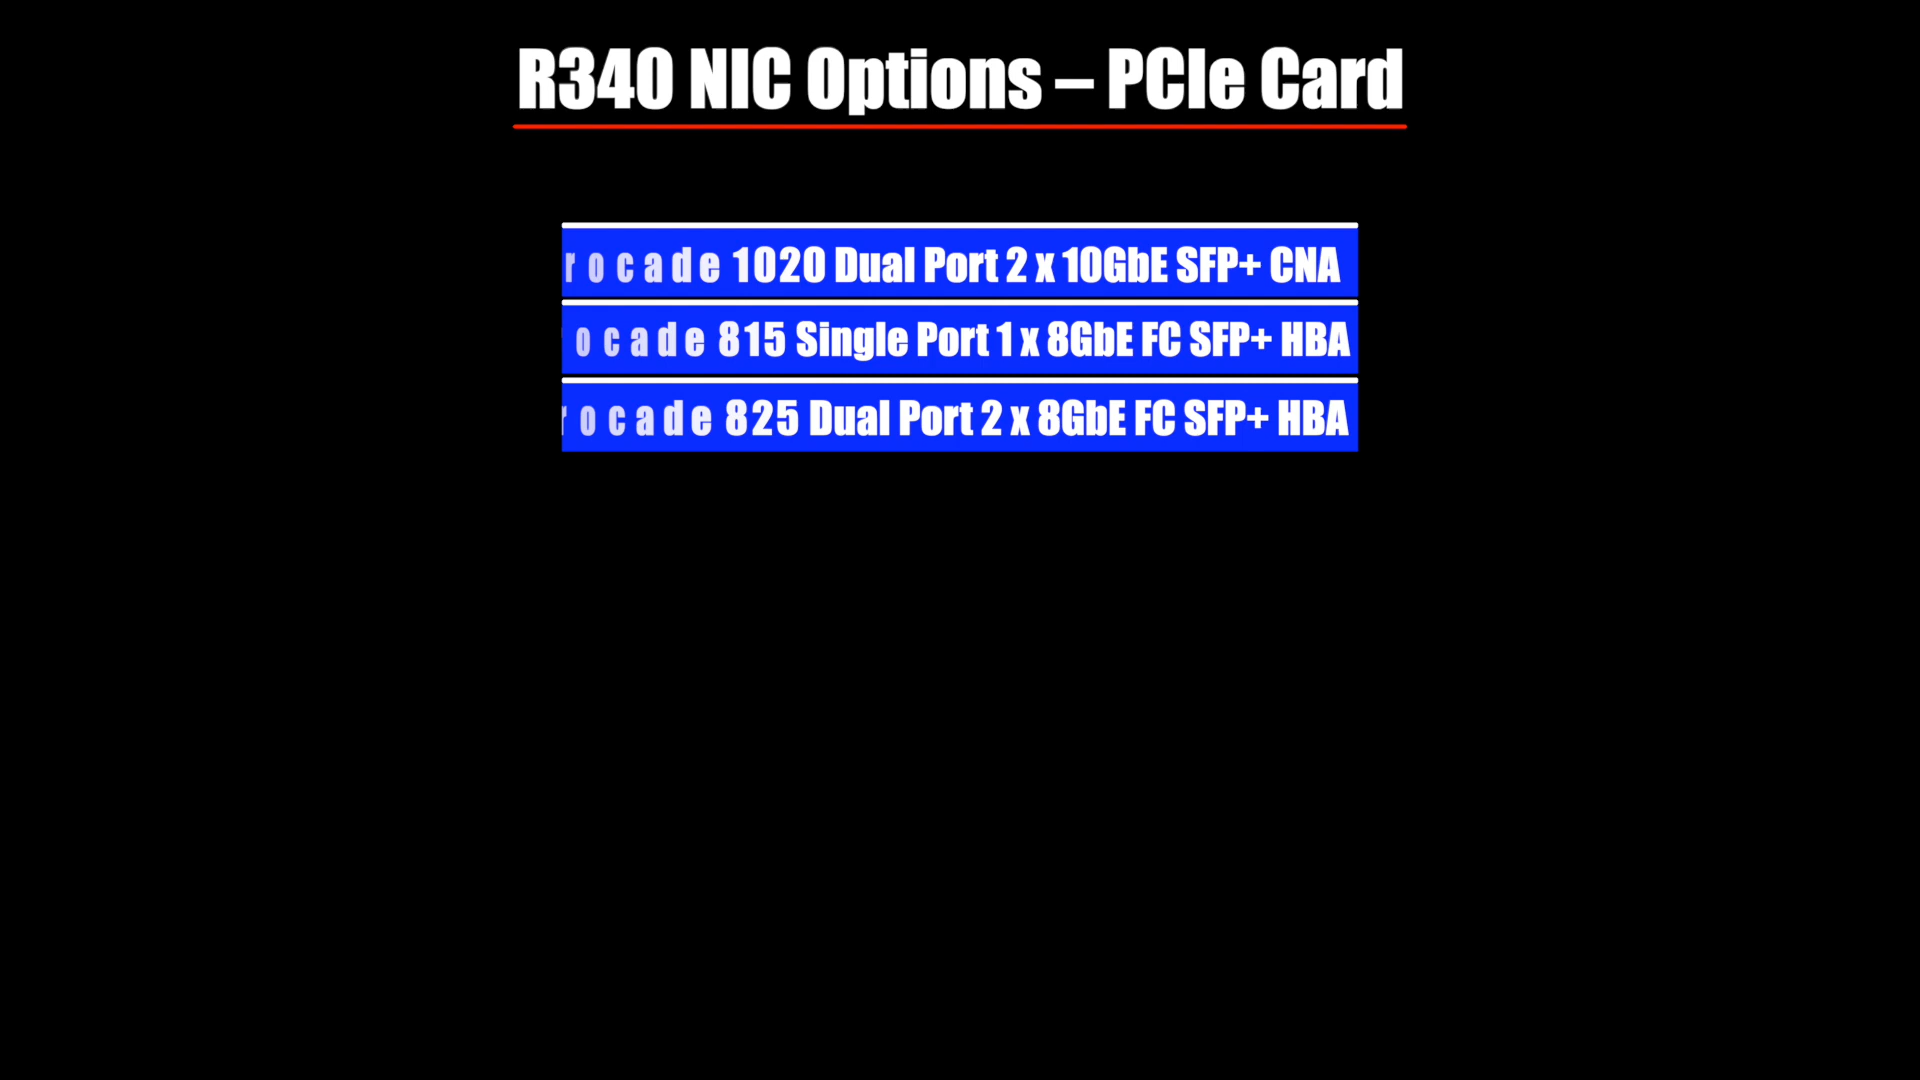 R340 NIC Options – PCIe Card
rocade 1020 Dual Port 2 x 10GbE SFP+ CNA
ocade 815 Single Port 1 x 8GbE FC SFP+ HBA
rocade 825 Dual Port 2 x 8GbE FC SFP+ HBA